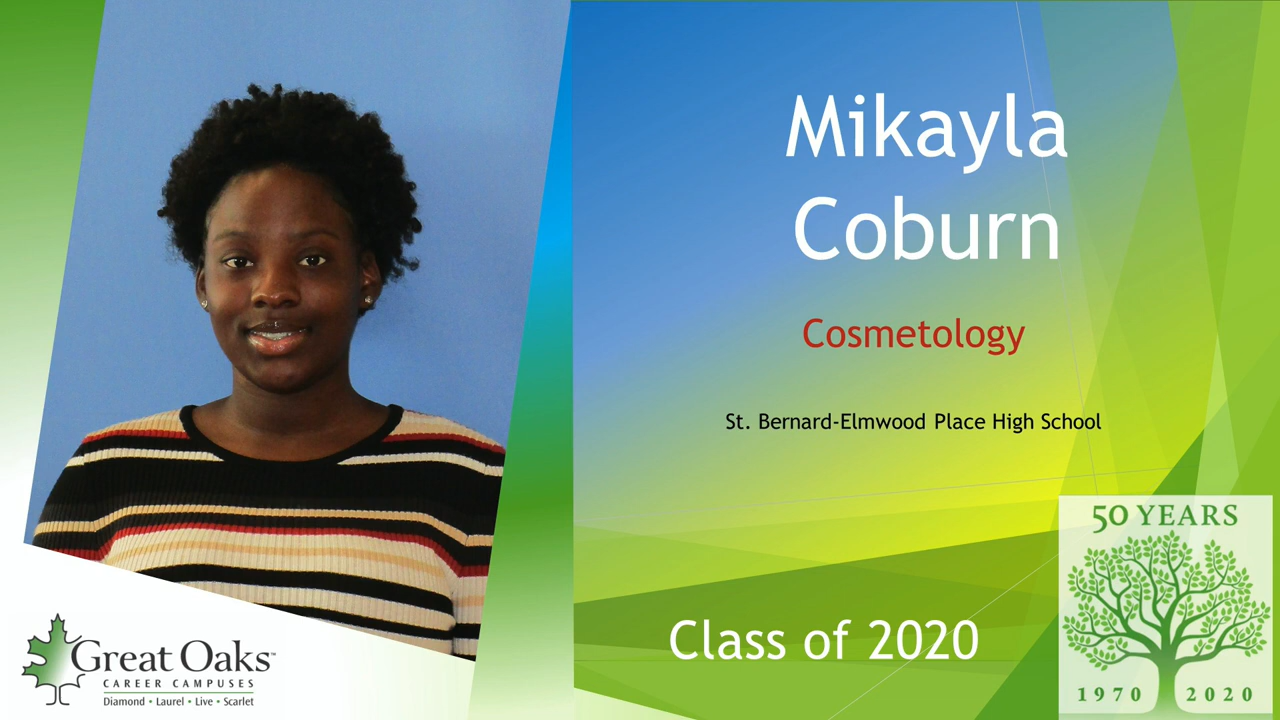 Mikayla
Coburn
Cosmetology
St. Bernard-Elmwood Place High School
Class of 2020
50 YEARS
1970 2020
Great Oaks™
CAREER CAMPUSES
Diamond • Laurel • Live • Scarlet